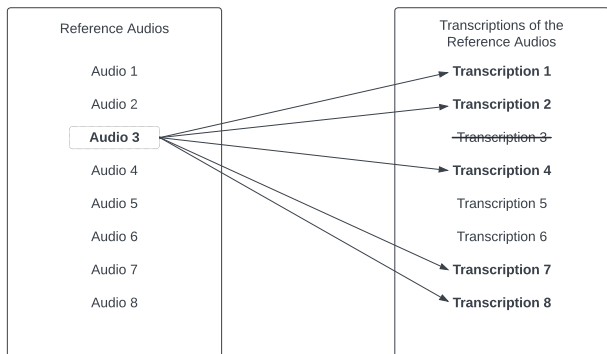 Reference Audios
Audio 1
Audio 2
Audio 3
Audio 4
Audio 5
Audio 6
Audio 7
Audio 8
Transcriptions of the
Reference Audios
Transcription 1
Transcription 2
Transcription 3
Transcription 4
Transcription 5
Transcription 6
Transcription 7
Transcription 8